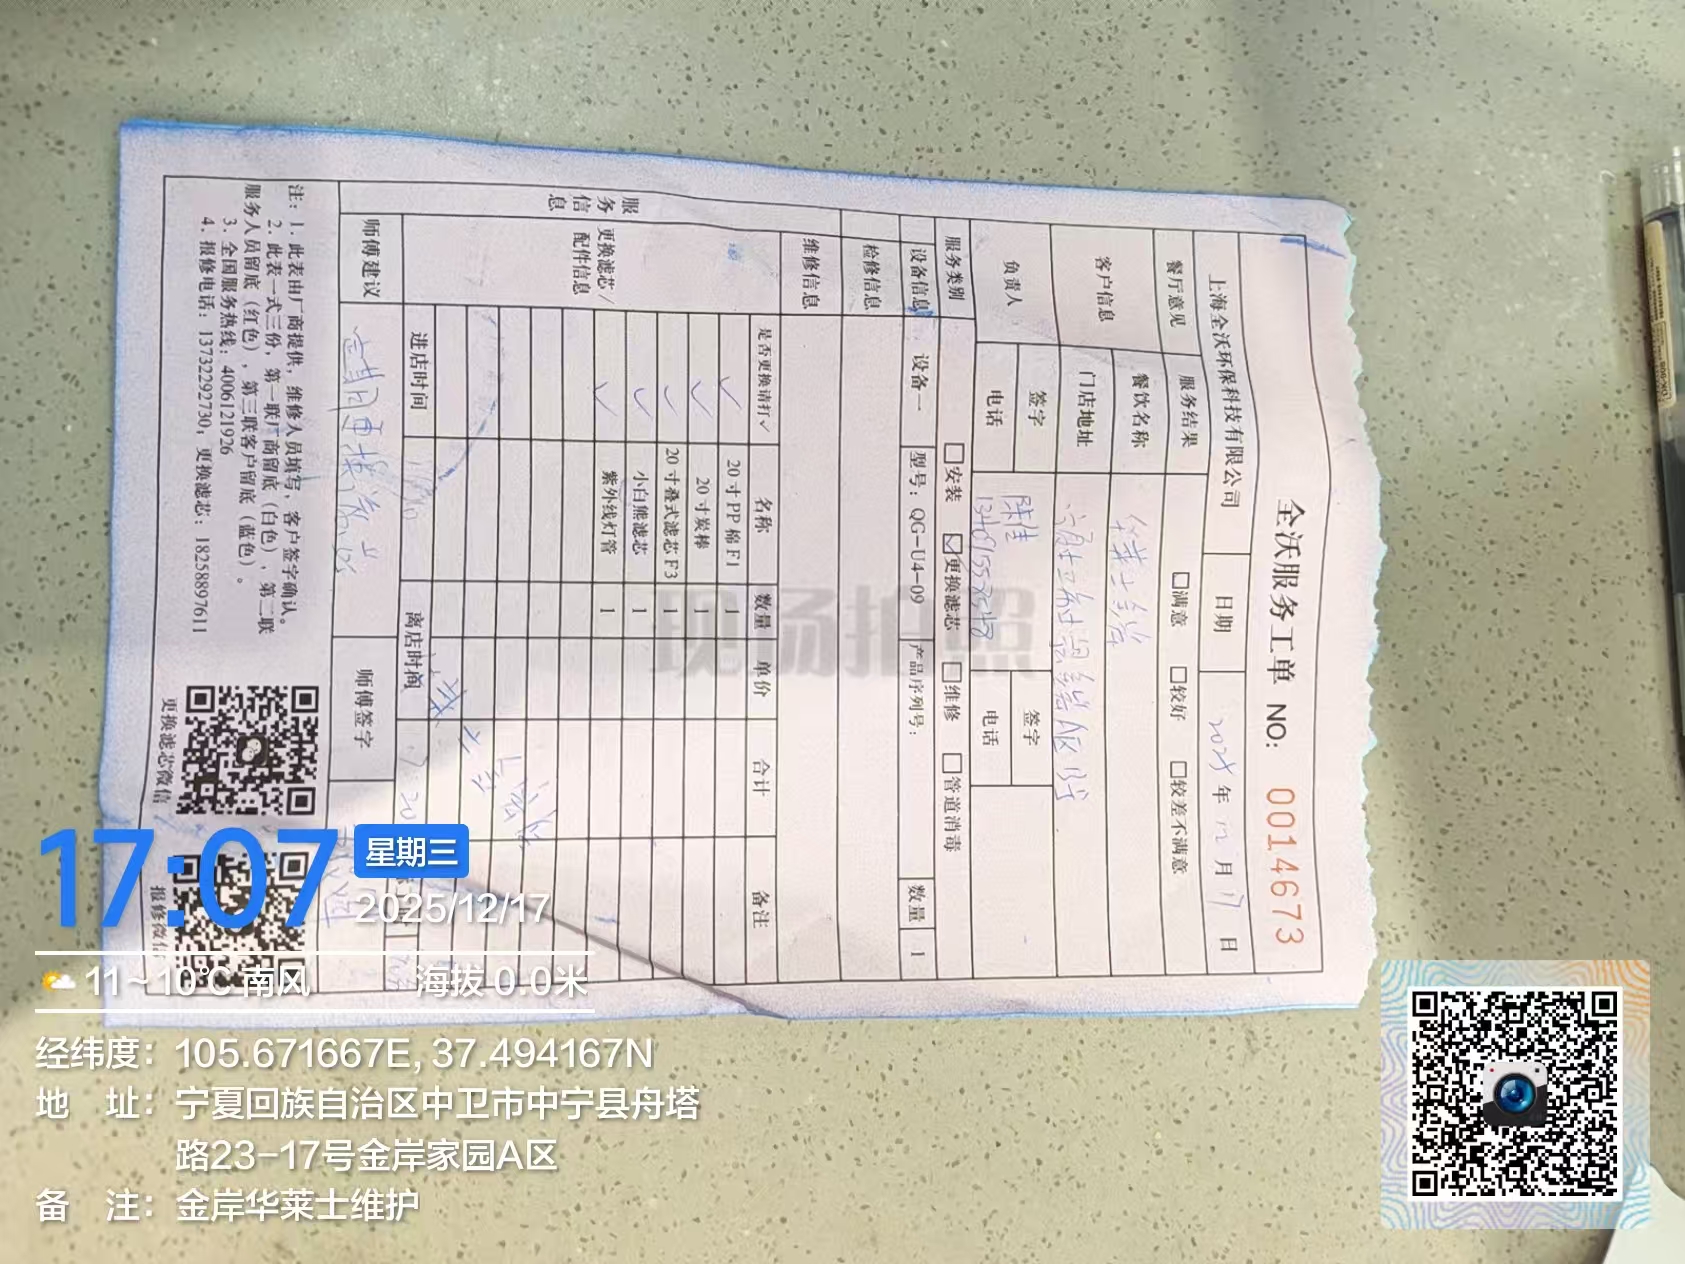 全沃服务工单 NO: 0014673
上海全沃环保科技有限公司 日期 2025年12月17日
餐厅意见 服务结果 □满意 □较好 □较差不满意
客户信息 餐饮名称 华莱士
门店地址
负责人 签字 签字
电话 电话
服务类别 □安装 ☑更换滤芯 □维修 □管道消毒
设备信息 设备一 型号:QG-U4-09 产品序列号: 数量 1
检修信息
维修信息
服务信息
更换滤芯/配件信息
是否更换请打✓ 名称 数量 单价 合计 备注
✓ 20寸PP棉F1 1
✓ 20寸炭棒 1
✓ 20寸叠式滤芯F3 1
✓ 小白熊滤芯 1
✓ 紫外线灯管 1
进店时间 离店时间
师傅建议 定期更换滤芯 师傅签字
注:1. 此表由厂商提供,维修人员填写,客户签字确认。
2. 此表一式三份,第一联厂商留底(白色),第二联
服务人员留底(红色),第三联客户留底(蓝色)。
3. 全国服务热线:4006121926
4. 报修电话:13732292730,更换滤芯:18258897611
更换滤芯微信
报修微信
现场拍照
17:07 星期三
2025/12/17
11~10℃ 南风 海拔 0.0米
经纬度:105.671667E, 37.494167N
地 址:宁夏回族自治区中卫市中宁县舟塔
路23-17号金岸家园A区
备 注:金岸华莱士维护